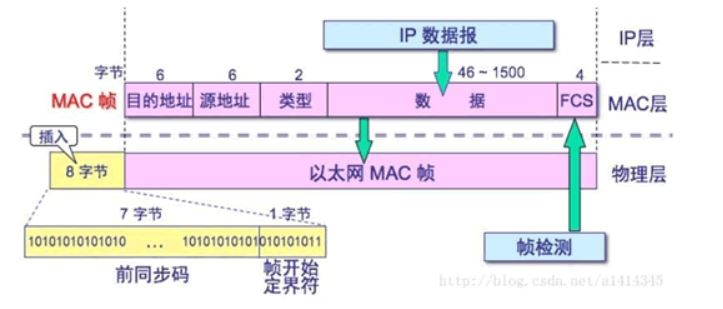 IP 数据报
IP层
字节 6 6 2 46 ~ 1500 4
MAC 帧 目的地址 源地址 类型 数 据 FCS MAC层
插入
8 字节 以太网 MAC 帧 物理层
7 字节 1 字节
10101010101010 ... 10101010101010101011
前同步码 帧开始
定界符
帧检测
http://blog.csdn.net/a1414345